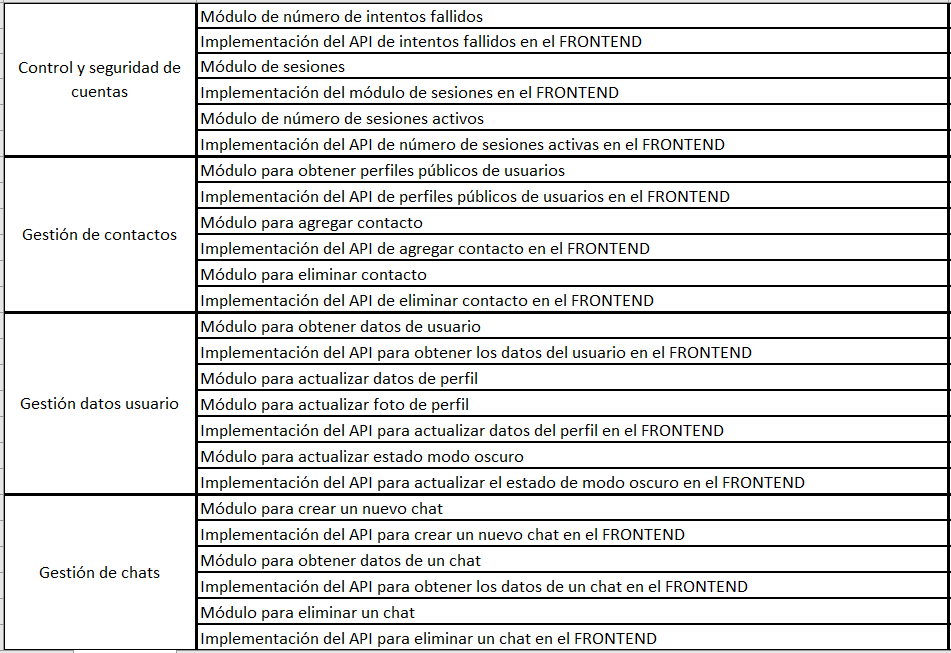 Control y seguridad de
cuentas
Módulo de número de intentos fallidos
Implementación del API de intentos fallidos en el FRONTEND
Módulo de sesiones
Implementación del módulo de sesiones en el FRONTEND
Módulo de número de sesiones activos
Implementación del API de número de sesiones activas en el FRONTEND
Gestión de contactos
Módulo para obtener perfiles públicos de usuarios
Implementación del API de perfiles públicos de usuarios en el FRONTEND
Módulo para agregar contacto
Implementación del API de agregar contacto en el FRONTEND
Módulo para eliminar contacto
Implementación del API de eliminar contacto en el FRONTEND
Gestión datos usuario
Módulo para obtener datos de usuario
Implementación del API para obtener los datos del usuario en el FRONTEND
Módulo para actualizar datos de perfil
Módulo para actualizar foto de perfil
Implementación del API para actualizar datos del perfil en el FRONTEND
Módulo para actualizar estado modo oscuro
Implementación del API para actualizar el estado de modo oscuro en el FRONTEND
Gestión de chats
Módulo para crear un nuevo chat
Implementación del API para crear un nuevo chat en el FRONTEND
Módulo para obtener datos de un chat
Implementación del API para obtener los datos de un chat en el FRONTEND
Módulo para eliminar un chat
Implementación del API para eliminar un chat en el FRONTEND